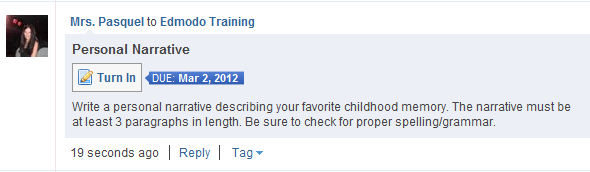 Mrs. Pasquel to Edmodo Training
Personal Narrative
Turn In DUE: Mar 2, 2012
Write a personal narrative describing your favorite childhood memory. The narrative must be
at least 3 paragraphs in length. Be sure to check for proper spelling/grammar.
19 seconds ago | Reply | Tag